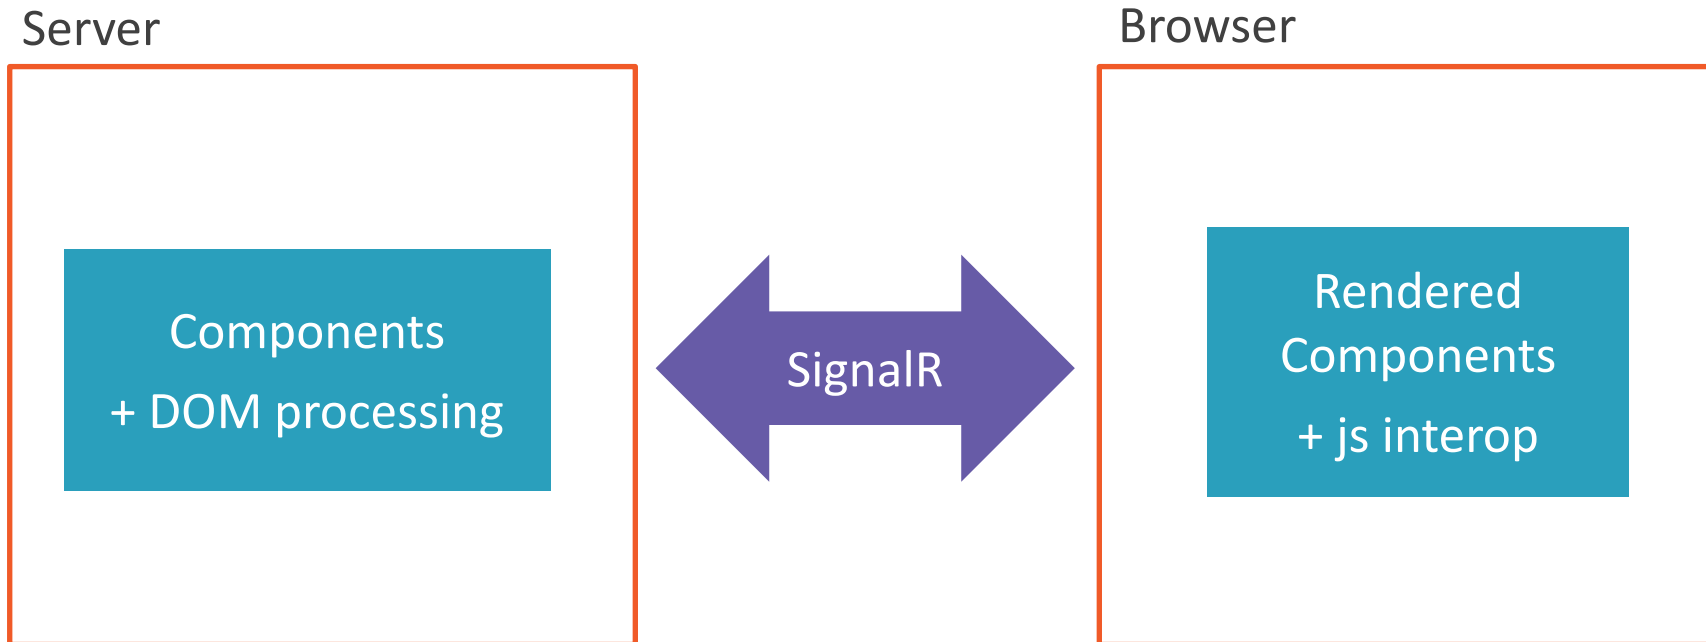 Server
Components
+ DOM processing
SignalR
Browser
Rendered
Components
+ js interop